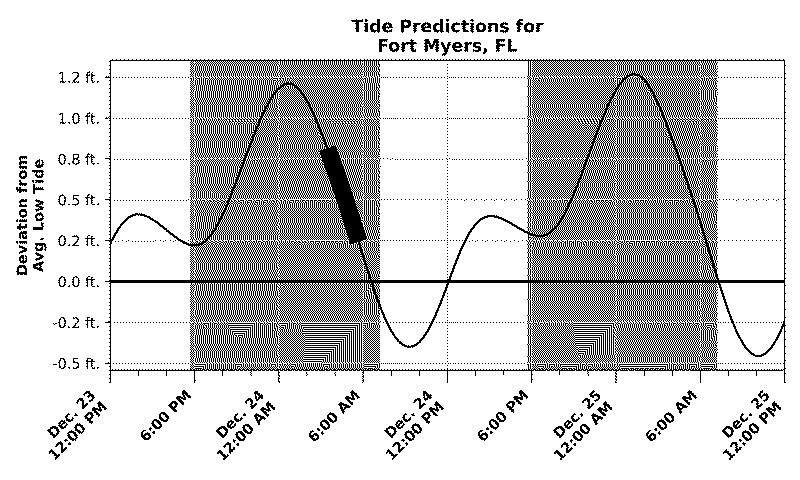 Tide Predictions for
Fort Myers, FL
Deviation from
Avg. Low Tide
1.2 ft.
1.0 ft.
0.8 ft.
0.5 ft.
0.2 ft.
0.0 ft.
-0.2 ft.
-0.5 ft.
Dec. 23
12:00 PM
6:00 PM
Dec. 24
12:00 AM
6:00 AM
Dec. 24
12:00 PM
6:00 PM
Dec. 25
12:00 AM
6:00 AM
Dec. 25
12:00 PM